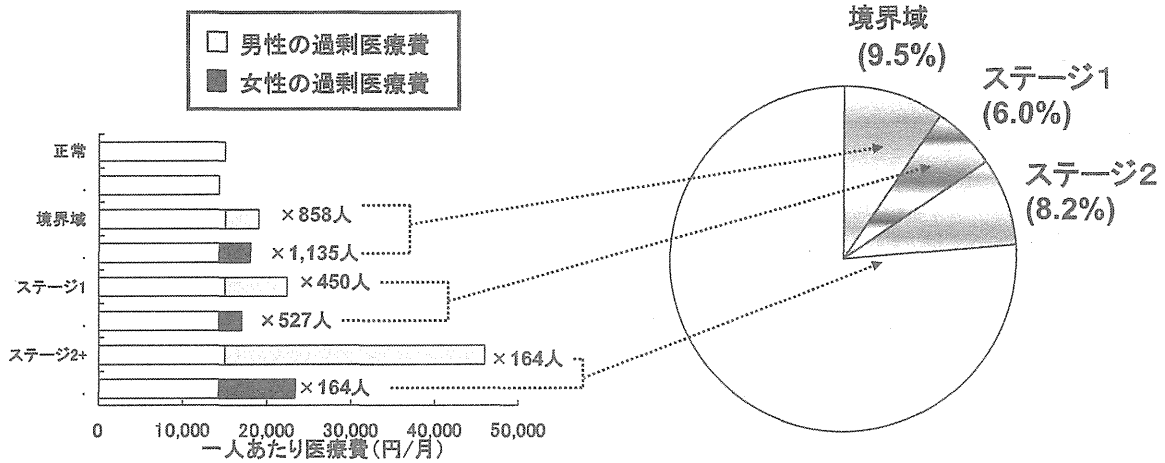 男性の過剰医療費
女性の過剰医療費
境界域
(9.5%)
ステージ1
(6.0%)
ステージ2
(8.2%)
正常
.
境界域
×858人
.
×1,135人
ステージ1
×450人
.
×527人
ステージ2+
×164人
.
×164人
0
10,000
20,000
30,000
40,000
50,000
一人あたり医療費(円/月)